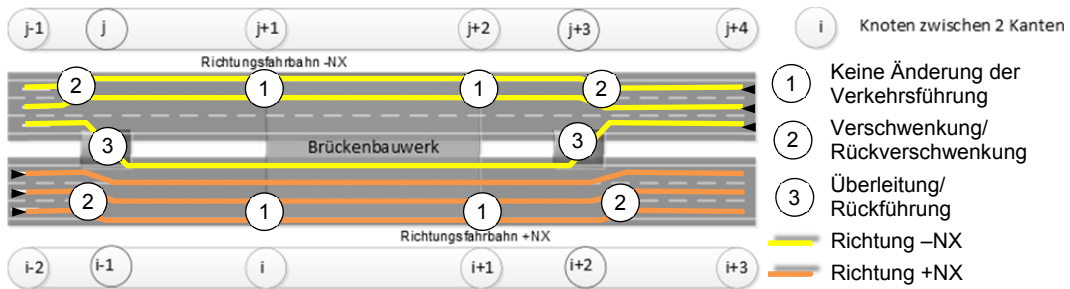 j-1 j j+1 j+2 j+3 j+4
i Knoten zwischen 2 Kanten
Richtungsfahrbahn -NX
2 1 1 2
1 Keine Änderung der
Verkehrsführung
3 Brückenbauwerk 3
2 Verschwenkung/
Rückverschwenkung
2 1 1 2
3 Überleitung/
Rückführung
Richtungsfahrbahn +NX
Richtung –NX
i-2 i-1 i i+1 i+2 i+3
Richtung +NX